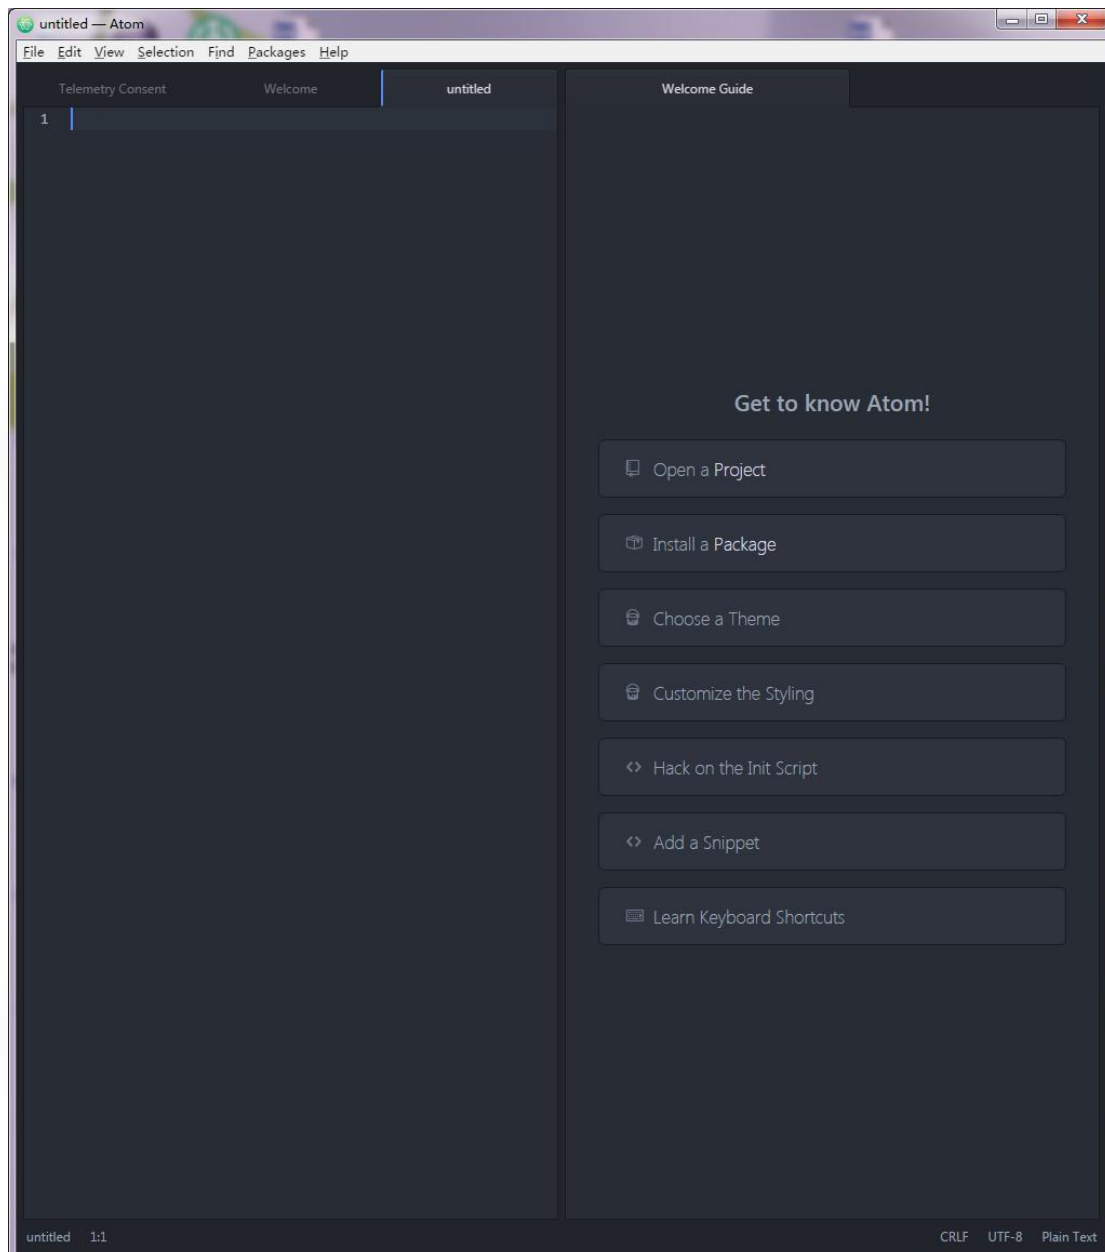 untitled — Atom
File Edit View Selection Find Packages Help
Telemetry Consent Welcome untitled Welcome Guide
1
Get to know Atom!
Open a Project
Install a Package
Choose a Theme
Customize the Styling
Hack on the Init Script
Add a Snippet
Learn Keyboard Shortcuts
untitled 1:1 CRLF UTF-8 Plain Text